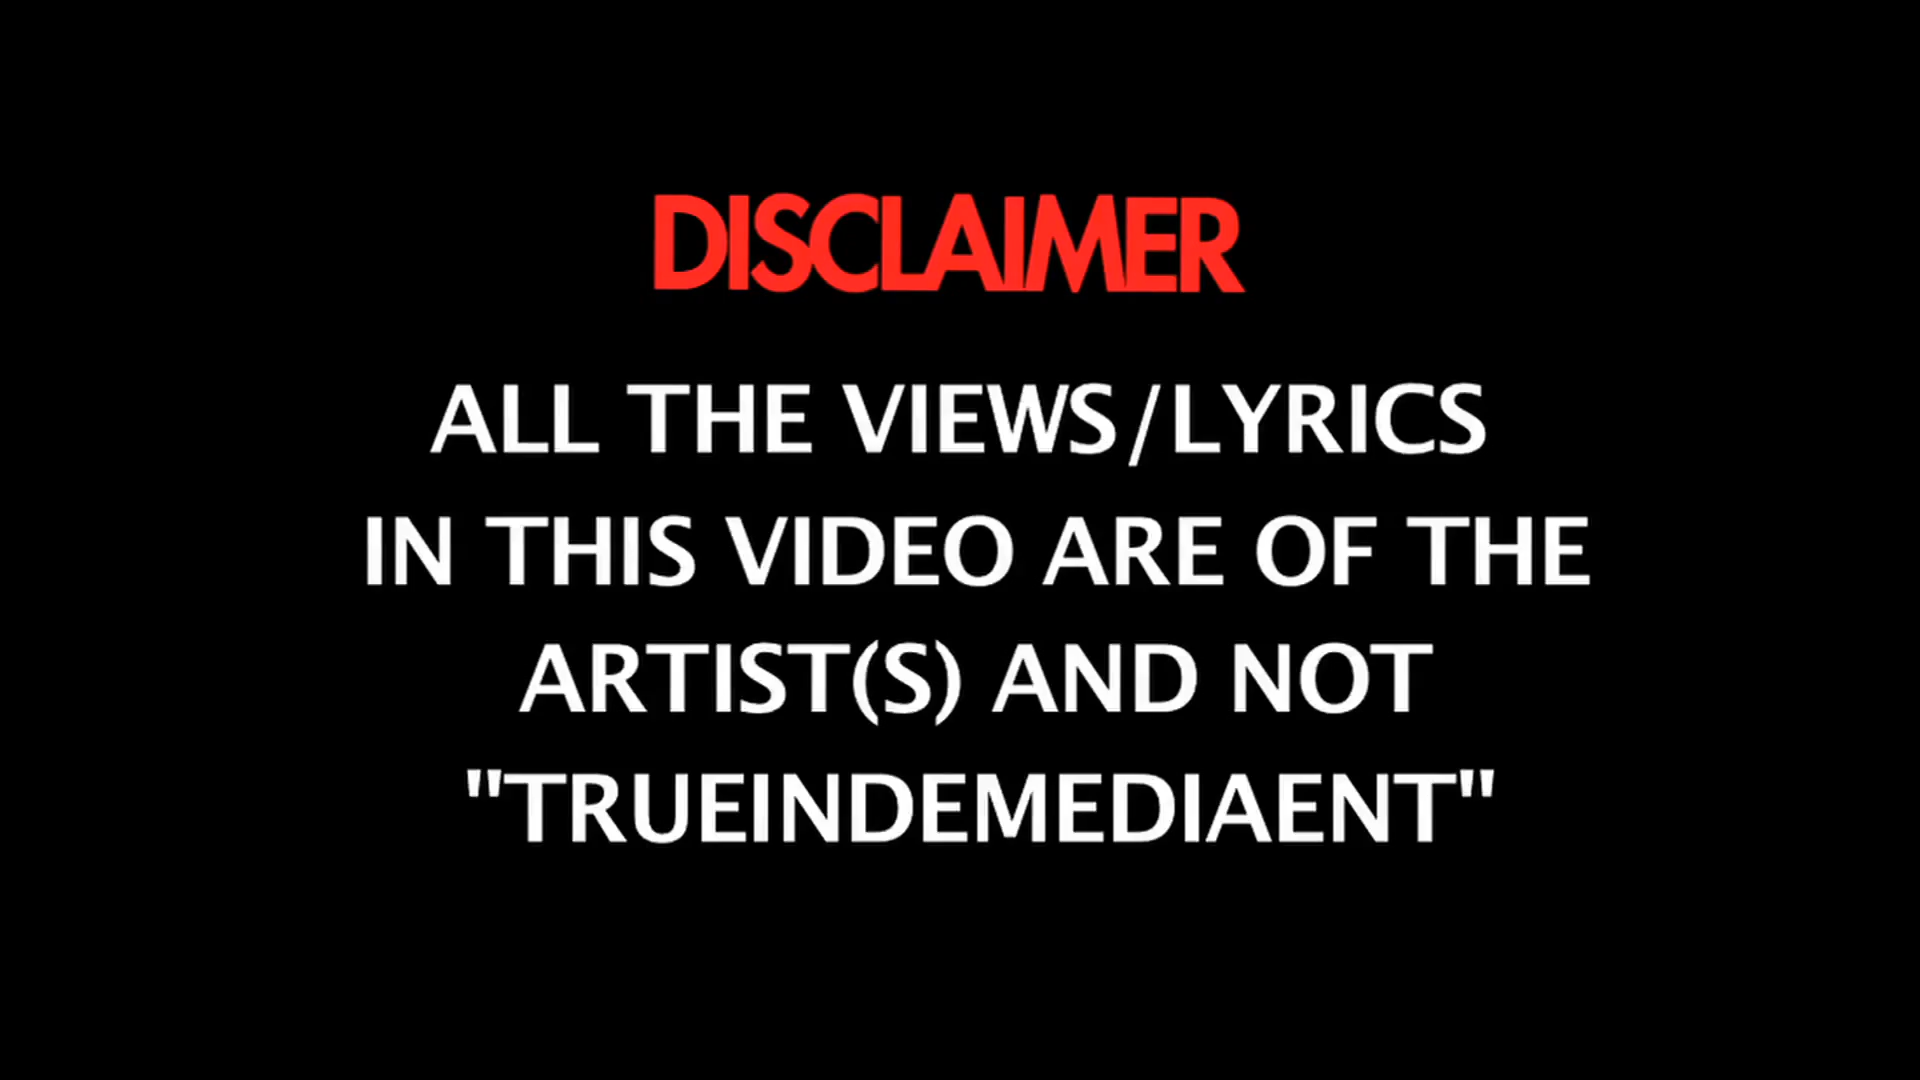 DISCLAIMER
ALL THE VIEWS/LYRICS
IN THIS VIDEO ARE OF THE
ARTIST(S) AND NOT
"TRUEINDEMEDIAENT"